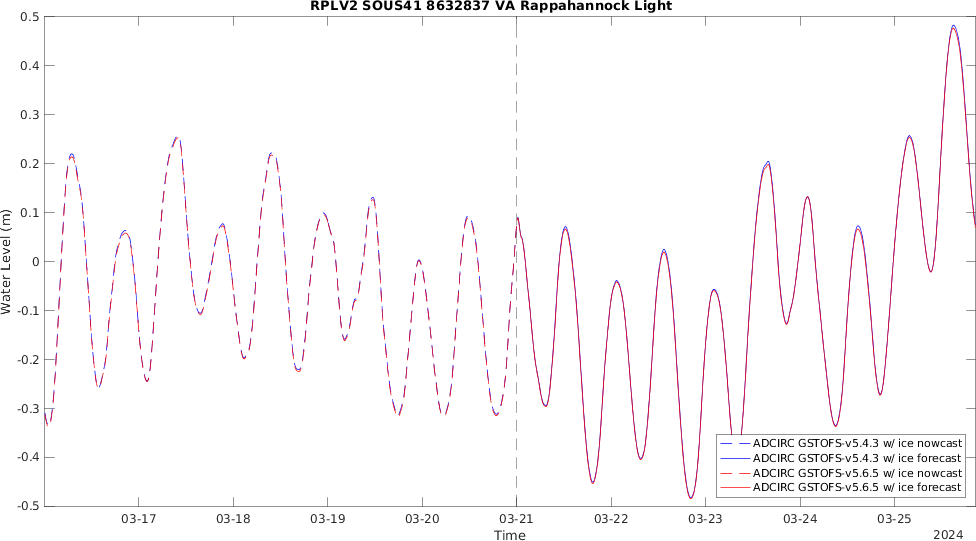 RPLV2 SOUS41 8632837 VA Rappahannock Light
0.5
0.4
0.3
0.2
0.1
0
-0.1
-0.2
-0.3
-0.4
-0.5
Water Level (m)
ADCIRC GSTOFS-v5.4.3 w/ ice nowcast
ADCIRC GSTOFS-v5.4.3 w/ ice forecast
ADCIRC GSTOFS-v5.6.5 w/ ice nowcast
ADCIRC GSTOFS-v5.6.5 w/ ice forecast
03-17 03-18 03-19 03-20 03-21 03-22 03-23 03-24 03-25
Time
2024